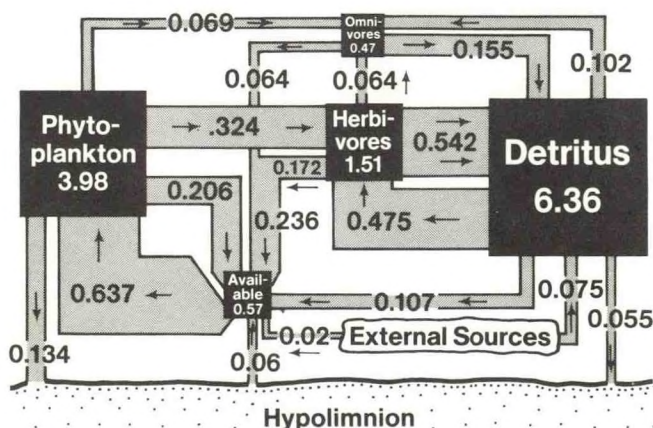 0.069
Omni-
vores
0.47
0.155
0.064
0.064
0.102
Phyto-
plankton
3.98
.324
Herbi-
vores
1.51
0.542
Detritus
6.36
0.172
0.206
0.236
0.475
0.637
Avail-
able
0.57
0.107
0.075
0.02
External Sources
0.055
0.134
0.06
Hypolimnion